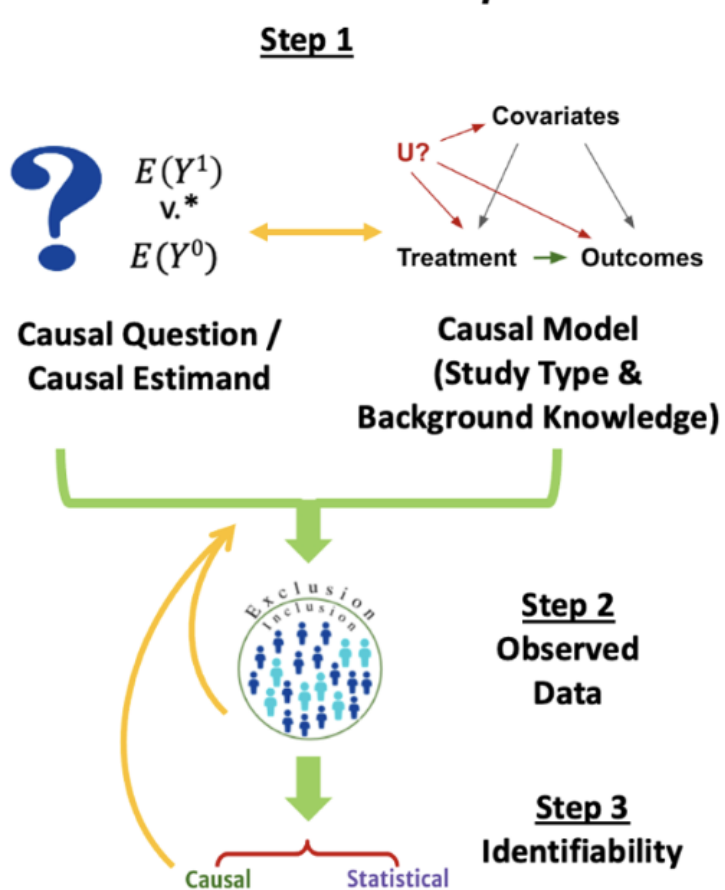 Step 1
?
E(Y¹)
v.*
E(Y⁰)
Covariates
U?
Treatment
Outcomes
Causal Question /
Causal Estimand
Causal Model
(Study Type &
Background Knowledge)
Exclusion
Inclusion
Step 2
Observed
Data
Step 3
Identifiability
Causal
Statistical